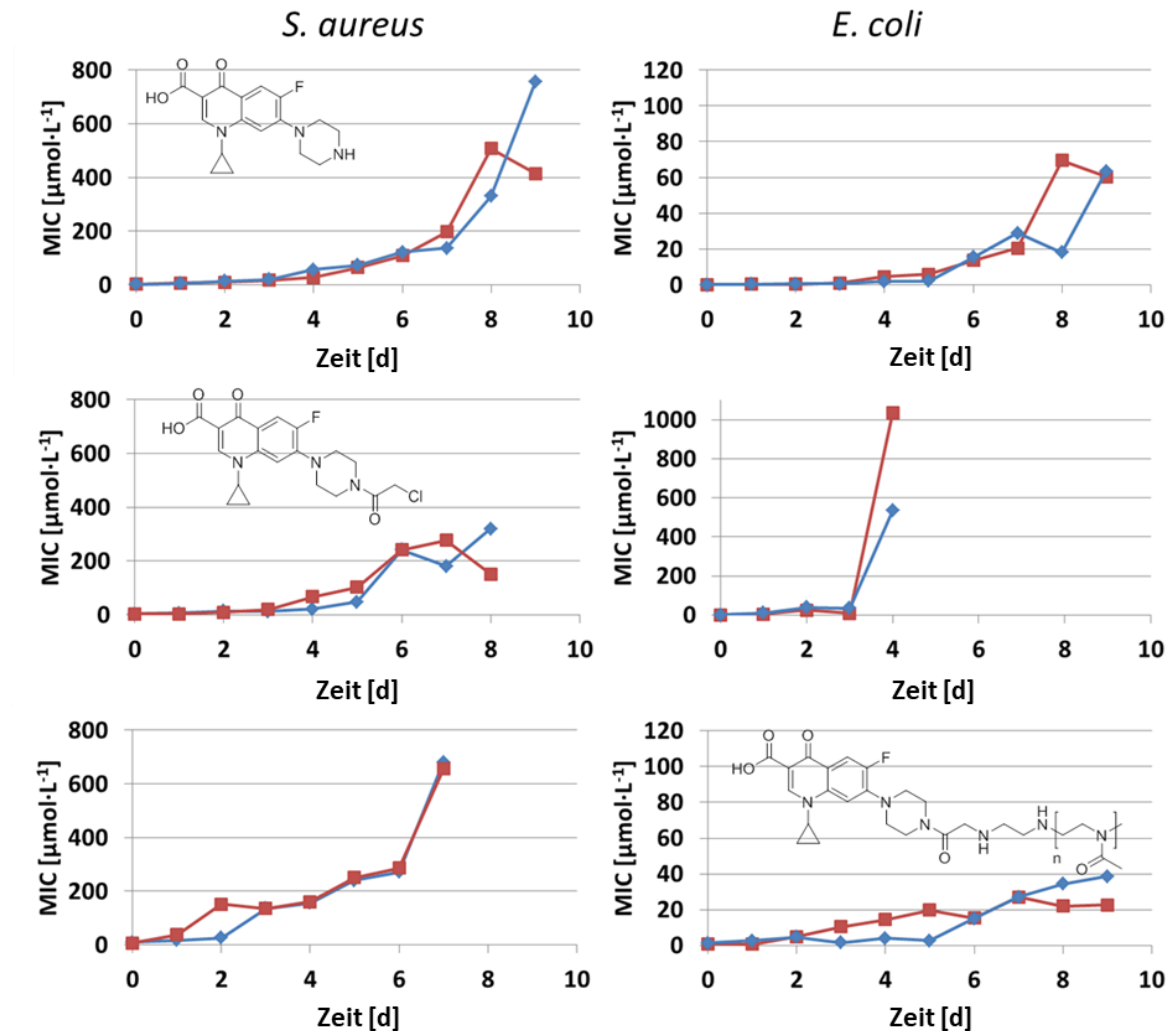 S. aureus
E. coli
800
600
400
200
0
MIC [µmol·L⁻¹]
0 2 4 6 8 10
Zeit [d]
O O
HO
F
N
N
NH
120
100
80
60
40
20
0
MIC [µmol·L⁻¹]
0 2 4 6 8 10
Zeit [d]
800
600
400
200
0
MIC [µmol·L⁻¹]
0 2 4 6 8 10
Zeit [d]
O O
HO
F
N
N
N
Cl
O
1000
800
600
400
200
0
MIC [µmol·L⁻¹]
0 2 4 6 8 10
Zeit [d]
800
600
400
200
0
MIC [µmol·L⁻¹]
0 2 4 6 8 10
Zeit [d]
120
100
80
60
40
20
0
MIC [µmol·L⁻¹]
0 2 4 6 8 10
Zeit [d]
O O
HO
F
N
N
N
O
N
H
H
N
n
N
O